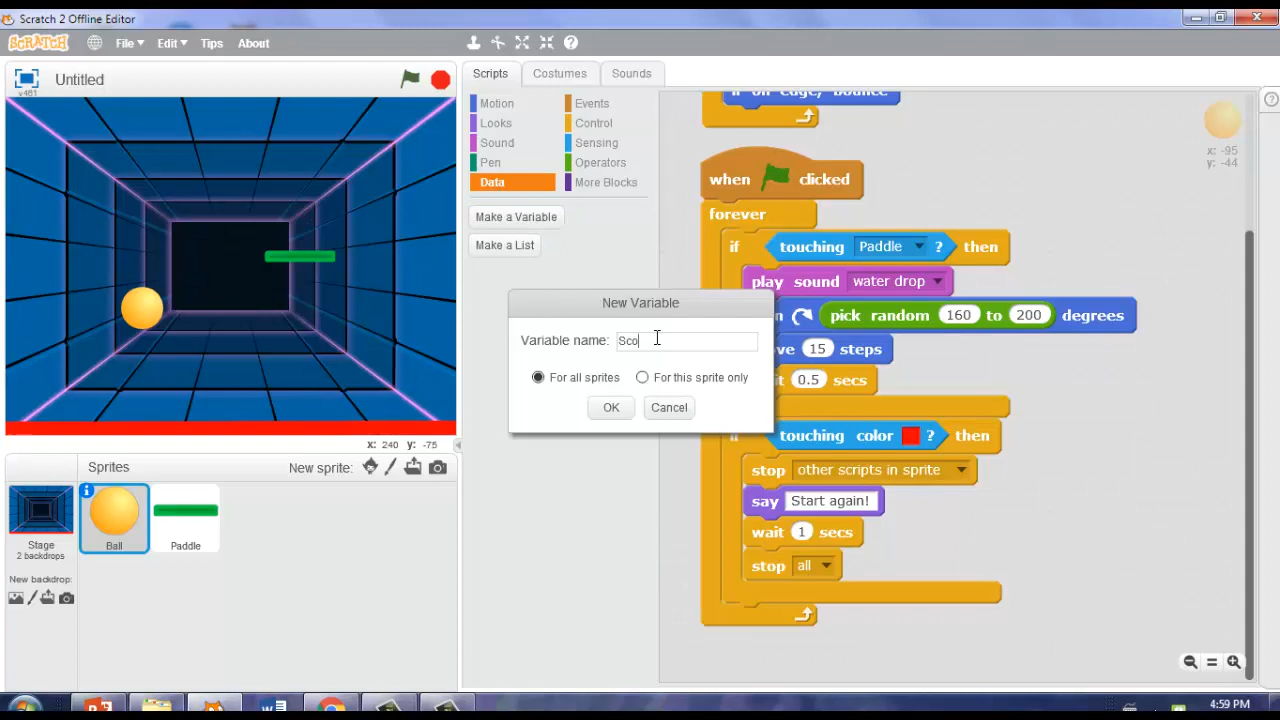 Scratch 2 Offline Editor
SCRATCH
File
Edit
Tips
About
v461
Untitled
Scripts
Costumes
Sounds
Motion
Events
Looks
Control
Sound
Sensing
Pen
Operators
Data
More Blocks
Make a Variable
Make a List
if on edge, bounce
x: -95
y: -44
when clicked
forever
if touching Paddle ? then
play sound water drop
pick random 160 to 200 degrees
15 steps
0.5 secs
touching color ? then
stop other scripts in sprite
say Start again!
wait 1 secs
stop all
New Variable
Variable name: Sco
For all sprites
For this sprite only
OK
Cancel
x: 240 y: -75
Sprites
New sprite:
Stage
2 backdrops
New backdrop:
Ball
Paddle
4:59 PM